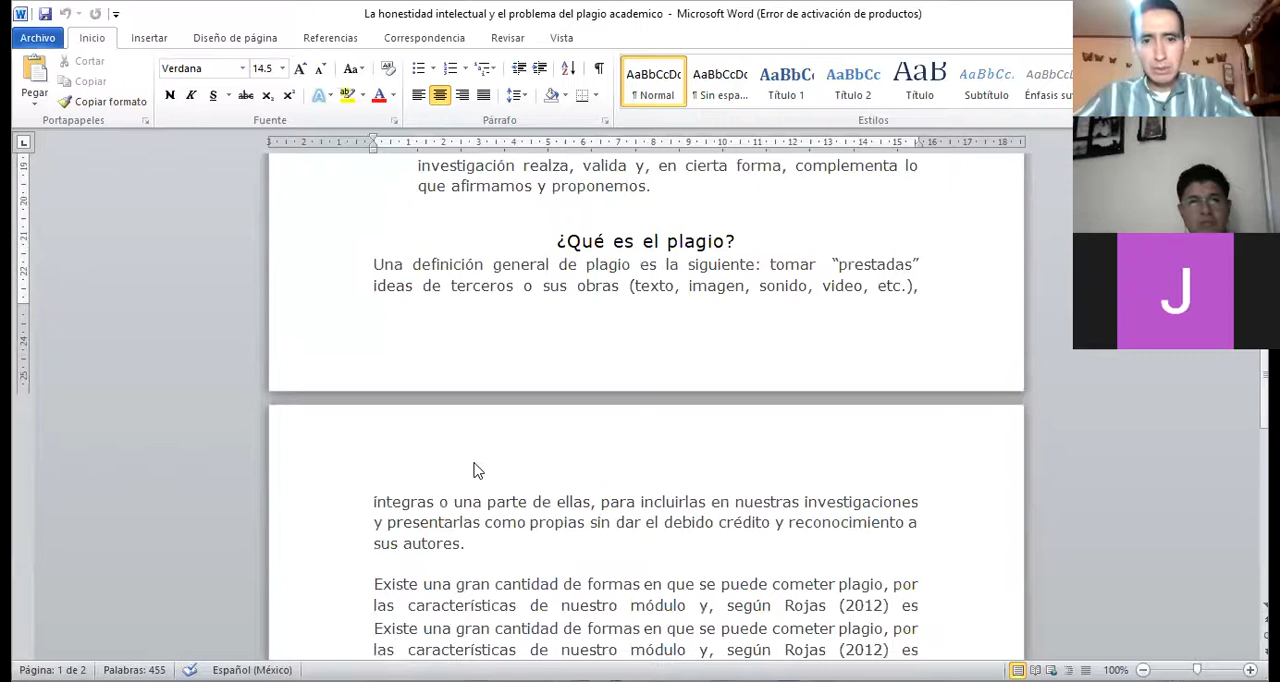 La honestidad intelectual y el problema del plagio academico - Microsoft Word (Error de activación de productos)
Archivo Inicio Insertar Diseño de página Referencias Correspondencia Revisar Vista
Pegar
Cortar
Copiar
Copiar formato
Portapapeles
Verdana 14.5
Fuente
Párrafo
AaBbCcDc AaBbCcDc AaBbC AaBbCc AaB AaBbCc. AaBbCcD
¶ Normal ¶ Sin espa... Título 1 Título 2 Título Subtítulo Énfasis su
Estilos
investigación realza, valida y, en cierta forma, complementa lo
que afirmamos y proponemos.
¿Qué es el plagio?
Una definición general de plagio es la siguiente: tomar “prestadas”
ideas de terceros o sus obras (texto, imagen, sonido, video, etc.),
íntegras o una parte de ellas, para incluirlas en nuestras investigaciones
y presentarlas como propias sin dar el debido crédito y reconocimiento a
sus autores.
Existe una gran cantidad de formas en que se puede cometer plagio, por
las características de nuestro módulo y, según Rojas (2012) es
Existe una gran cantidad de formas en que se puede cometer plagio, por
las características de nuestro módulo y, según Rojas (2012) es
J
Página: 1 de 2 Palabras: 455 Español (México) 100%